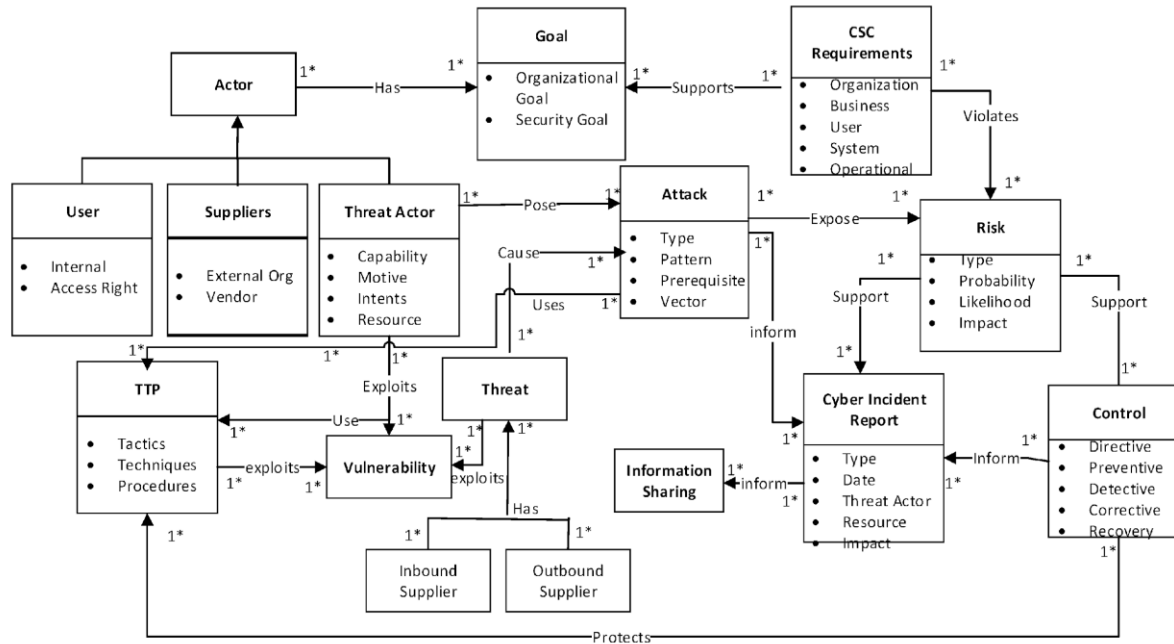 Goal
• Organizational
Goal
• Security Goal
CSC
Requirements
• Organization
• Business
• User
• System
• Operational
Actor
1*
Has
1*
1*
Supports
1*
1*
Violates
1*
User
• Internal
• Access Right
Suppliers
• External Org
• Vendor
Threat Actor
• Capability
• Motive
• Intents
• Resource
1*
Pose
1*
Attack
• Type
• Pattern
• Prerequisite
• Vector
1*
Expose
1*
Risk
• Type
• Probability
• Likelihood
• Impact
Cause
1*
1*
Uses
1*
1*
1*
inform
1*
1*
Support
1*
1*
Support
1*
TTP
• Tactics
• Techniques
• Procedures
1*
Exploits
1*
Use
1*
exploits
1*
1*
Vulnerability
Threat
1*
exploits
1*
1*
Has
1*
1*
Inbound
Supplier
Outbound
Supplier
Information
Sharing
1*
inform
1*
Cyber Incident
Report
• Type
• Date
• Threat Actor
• Resource
• Impact
1*
Inform
1*
Control
• Directive
• Preventive
• Detective
• Corrective
• Recovery
1*
Protects
1*